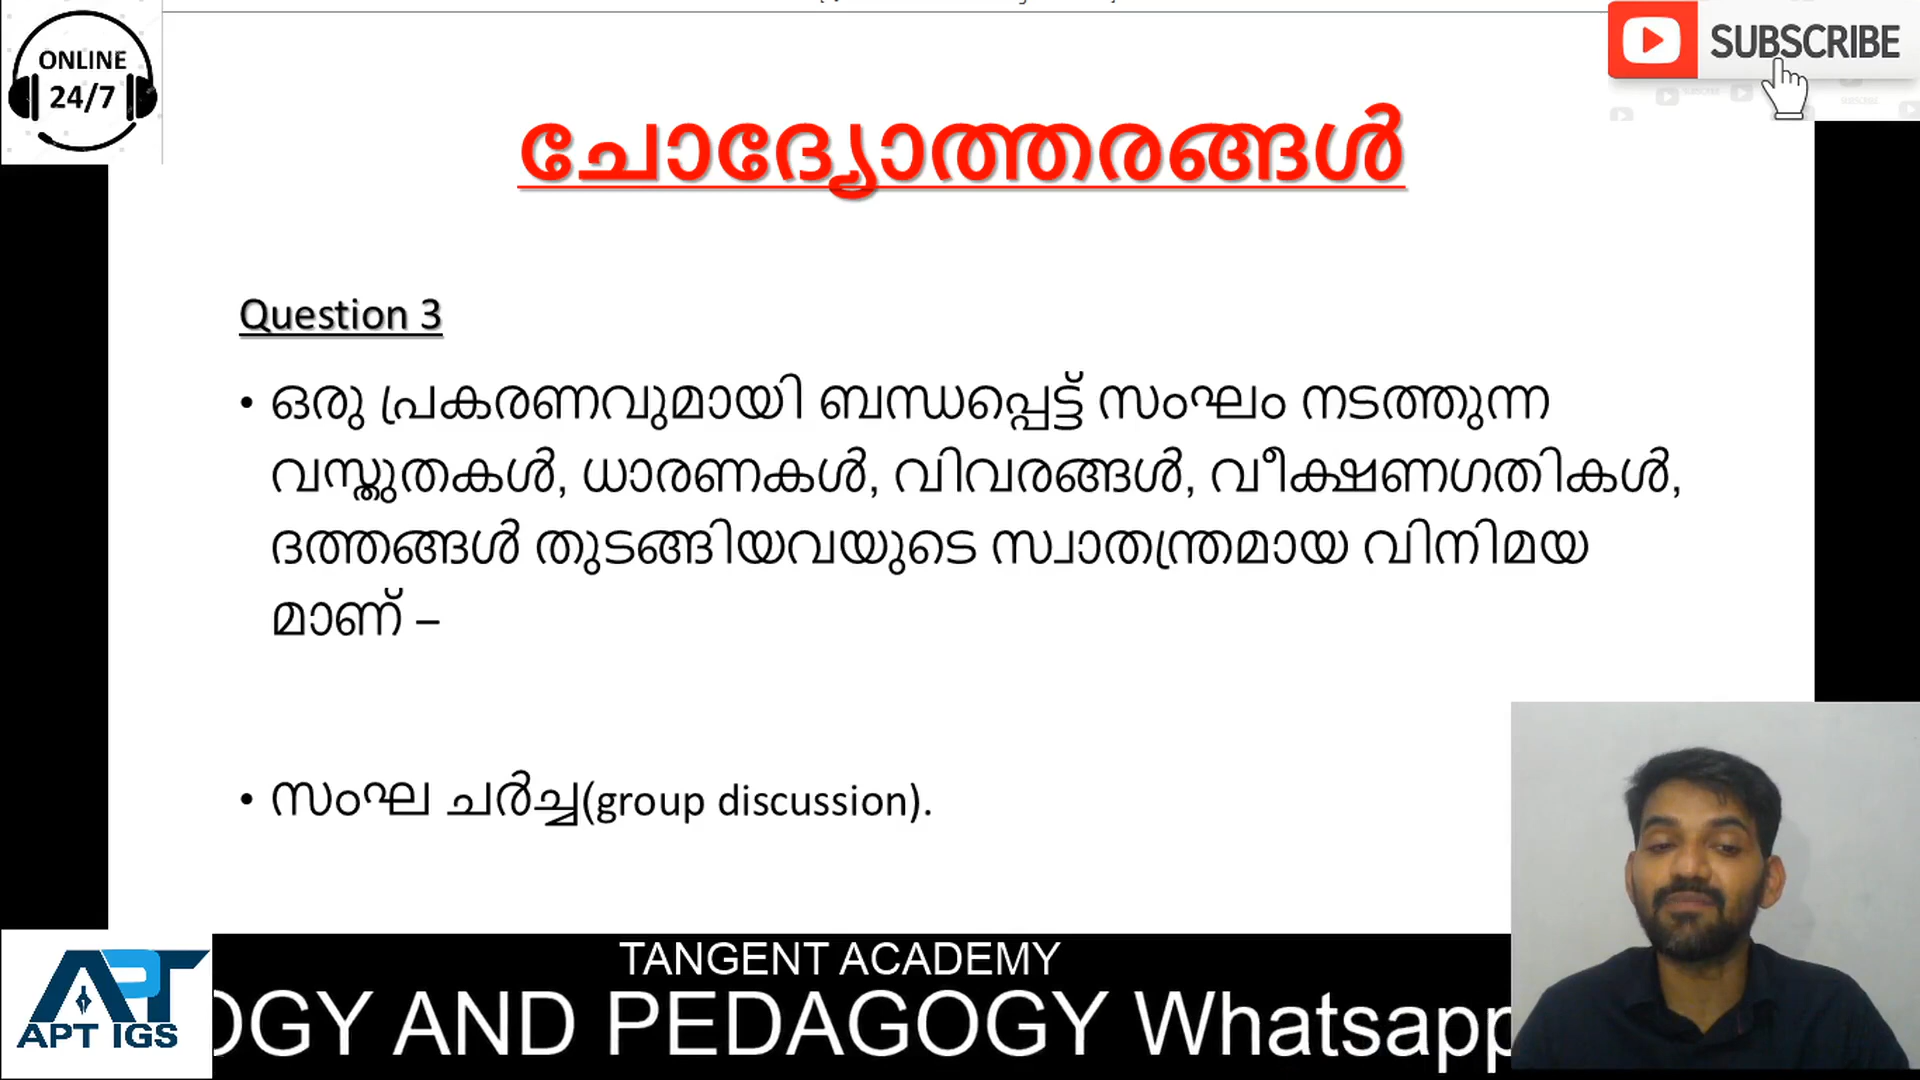 ONLINE
24/7
SUBSCRIBE
ചോദ്യോത്തരങ്ങൾ
Question 3
• ഒരു പ്രകരണവുമായി ബന്ധപ്പെട്ട് സംഘം നടത്തുന്ന
വസ്തുതകൾ, ധാരണകൾ, വിവരങ്ങൾ, വീക്ഷണഗതികൾ,
ദത്തങ്ങൾ തുടങ്ങിയവയുടെ സ്വാതന്ത്രമായ വിനിമയ
മാണ് –
• സംഘ ചർച്ച(group discussion).
TANGENT ACADEMY
OGY AND PEDAGOGY Whatsapp
APT IGS